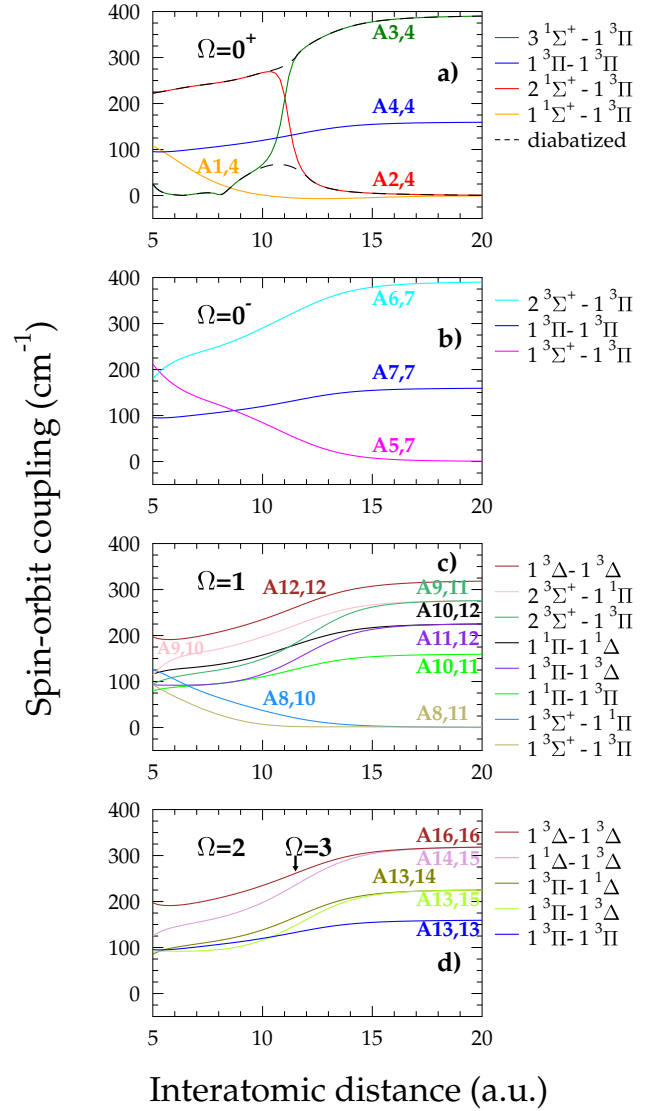 Spin-orbit coupling (cm⁻¹)
400
300
200
100
0
Ω=0⁺
A3,4
a)
A4,4
A1,4
A2,4
5 10 15 20
3 ¹Σ⁺ - 1 ³Π
1 ³Π- 1 ³Π
2 ¹Σ⁺ - 1 ³Π
1 ¹Σ⁺ - 1 ³Π
diabatized
400
300
200
100
0
Ω=0⁻
A6,7
b)
A7,7
A5,7
5 10 15 20
2 ³Σ⁺ - 1 ³Π
1 ³Π- 1 ³Π
1 ³Σ⁺ - 1 ³Π
400
300
200
100
0
c)
Ω=1
A12,12
A9,11
A10,12
A9,10
A11,12
A10,11
A8,10
A8,11
5 10 15 20
1 ³Δ- 1 ³Δ
2 ³Σ⁺ - 1 ¹Π
2 ³Σ⁺ - 1 ³Π
1 ¹Π- 1 ¹Δ
1 ³Π- 1 ³Δ
1 ¹Π- 1 ³Π
1 ³Σ⁺ - 1 ¹Π
1 ³Σ⁺ - 1 ³Π
400
300
200
100
0
Ω=2
Ω=3
A16,16
A14,15
A13,14
A13,15
A13,13
d)
5 10 15 20
1 ³Δ- 1 ³Δ
1 ¹Δ- 1 ³Δ
1 ³Π- 1 ¹Δ
1 ³Π- 1 ³Δ
1 ³Π- 1 ³Π
Interatomic distance (a.u.)